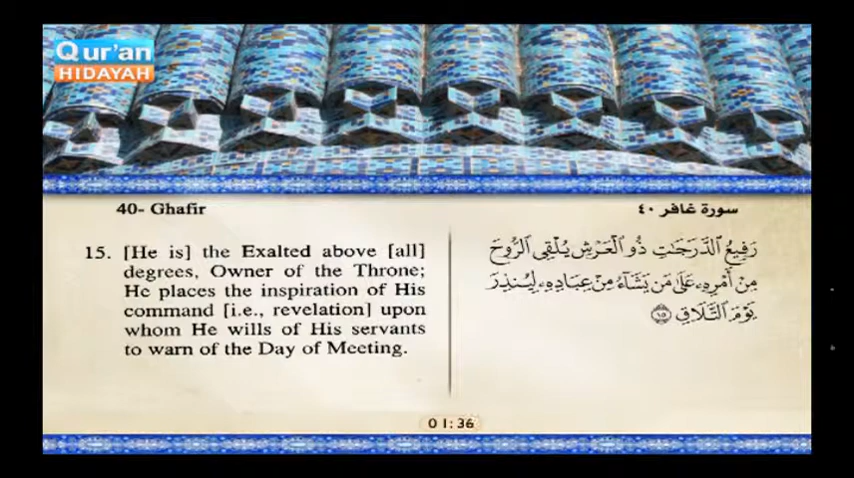 Qur'an
HIDAYAH
40- Ghafir
سورة غافر ٤٠
15. [He is] the Exalted above [all]
degrees, Owner of the Throne;
He places the inspiration of His
command [i.e., revelation] upon
whom He wills of His servants
to warn of the Day of Meeting.
رَفِيعُ ٱلدَّرَجَٰتِ ذُو ٱلْعَرْشِ يُلْقِى ٱلرُّوحَ
مِنْ أَمْرِهِۦ عَلَىٰ مَن يَشَآءُ مِنْ عِبَادِهِۦ لِيُنذِرَ
يَوْمَ ٱلتَّلَاقِ ١٥
01:36